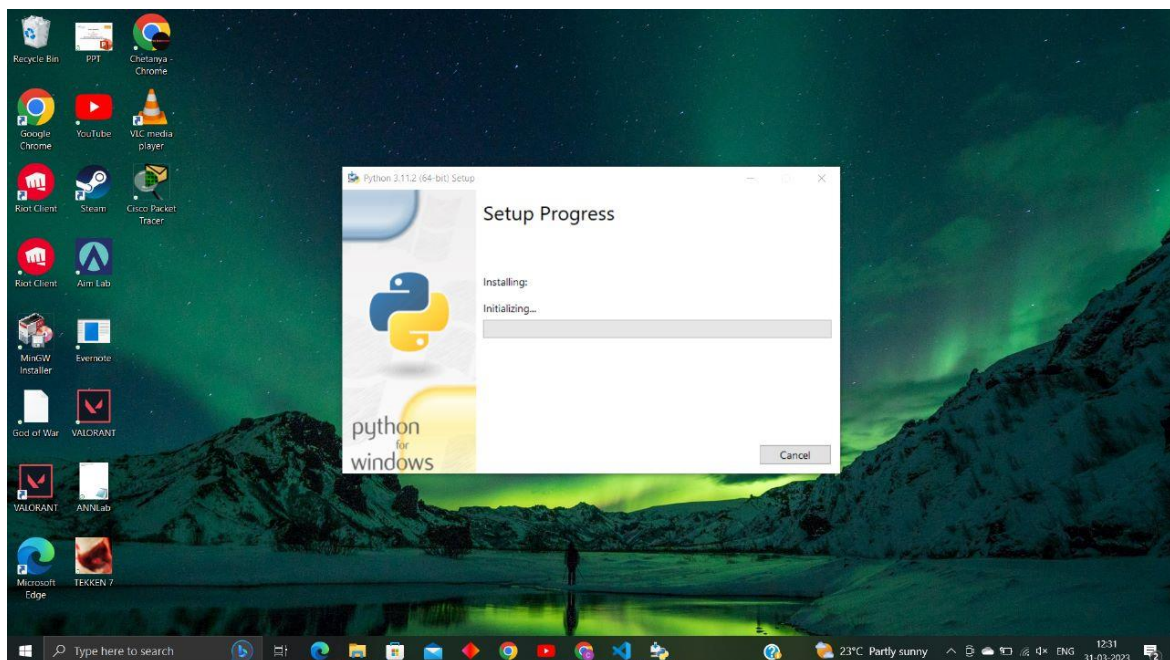 Recycle Bin
PPT
Chetanya -
Chrome
Google
Chrome
YouTube
VLC media
player
Riot Client
Steam
Cisco Packet
Tracer
Riot Client
Aim Lab
MinGW
Installer
Evernote
God of War
VALORANT
VALORANT
ANNLab
Microsoft
Edge
TEKKEN 7
Python 3.11.2 (64-bit) Setup
Setup Progress
Installing:
Initializing...
python
for
windows
Cancel
Type here to search
23°C Partly sunny
ENG
12:31
31-03-2023